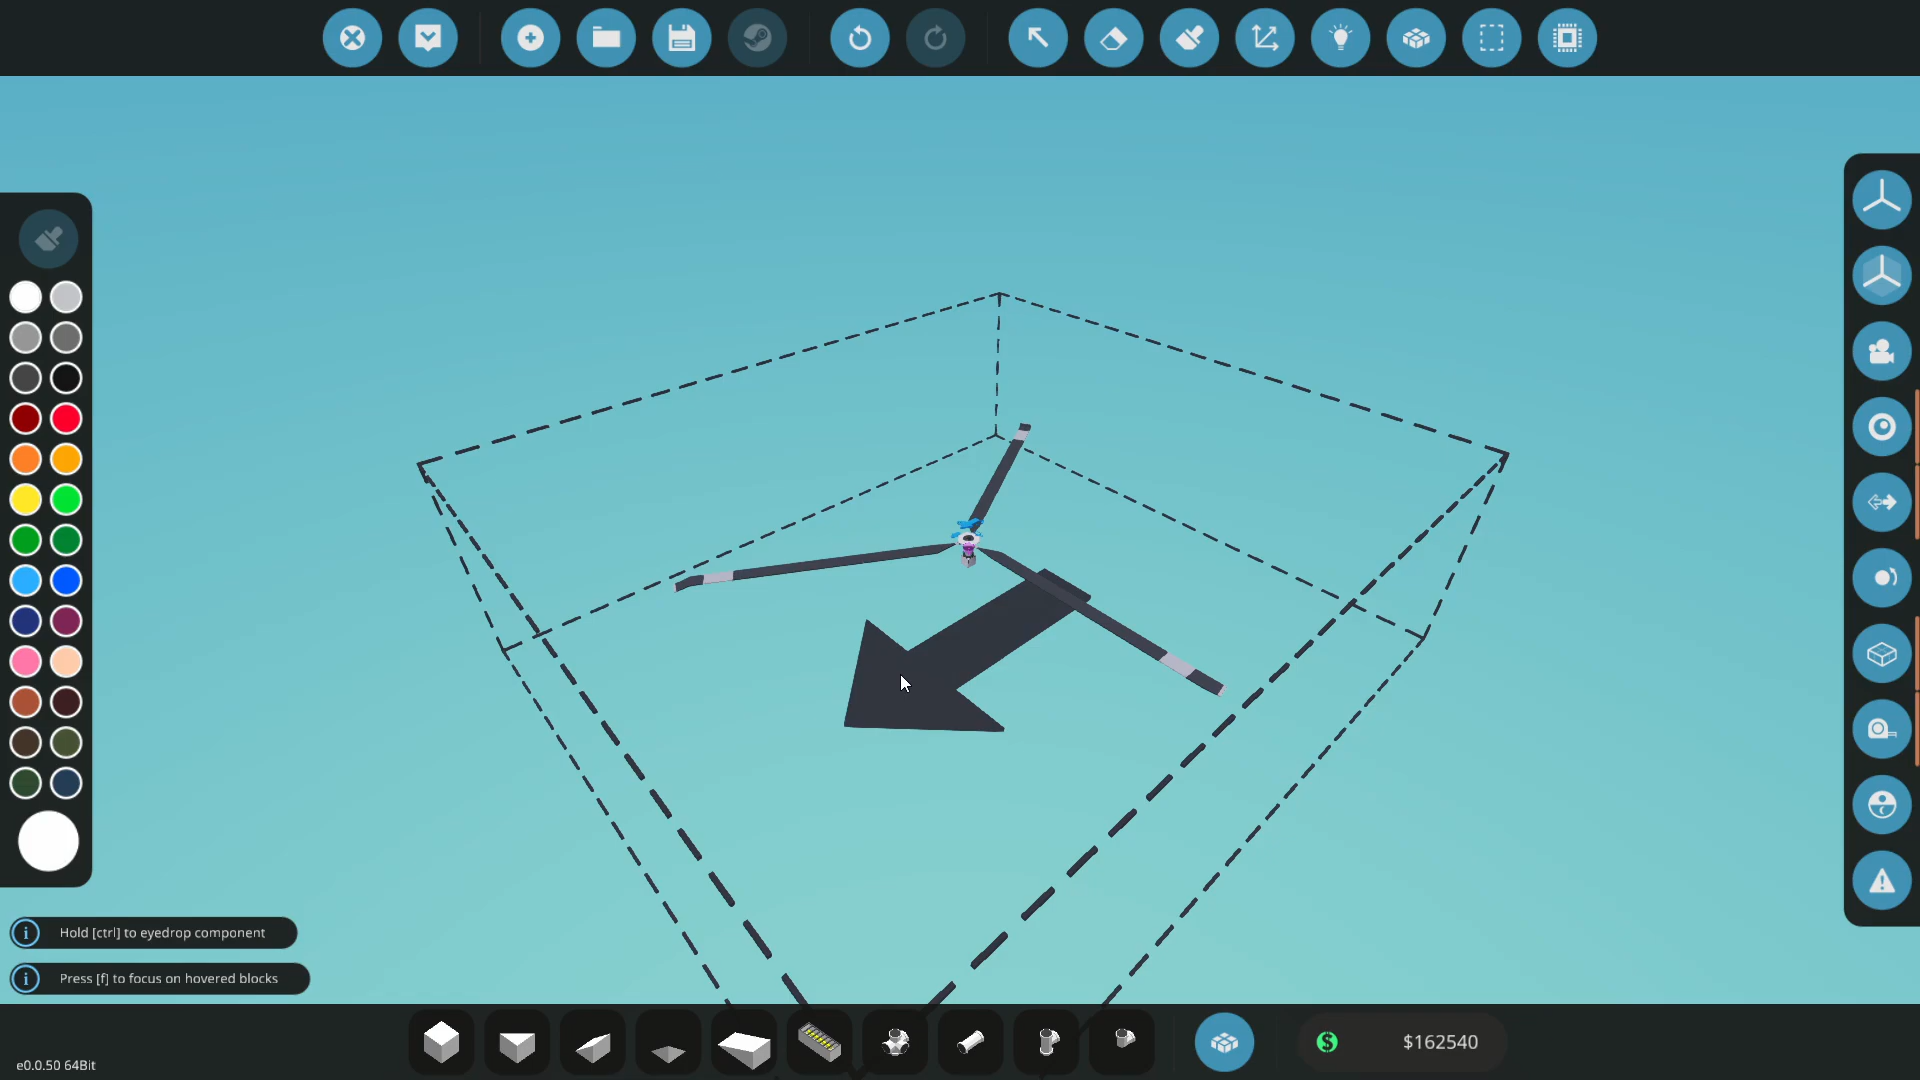 Hold [ctrl] to eyedrop component
Press [f] to focus on hovered blocks
$ $162540
e0.0.50 64Bit